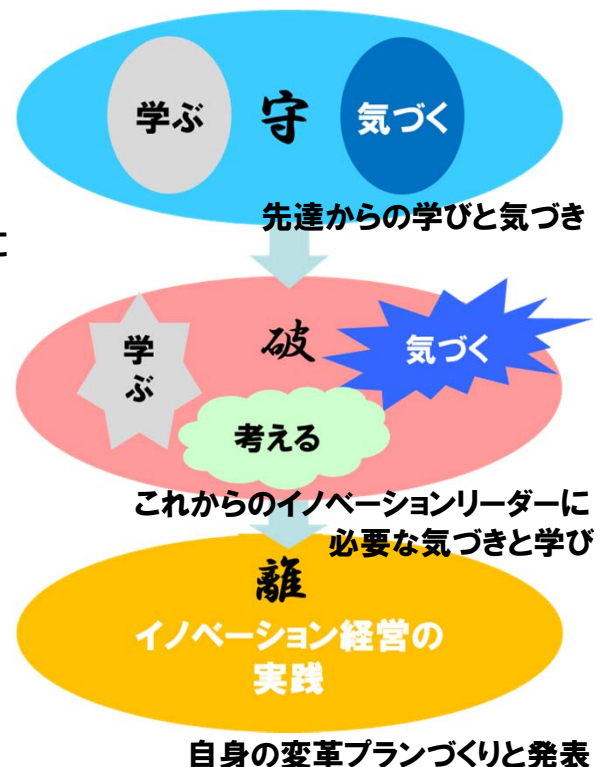 学ぶ
守
気づく
先達からの学びと気づき
に
学
ぶ
破
気づく
考える
これからのイノベーションリーダーに
必要な気づきと学び
離
イノベーション経営の
実践
自身の変革プランづくりと発表